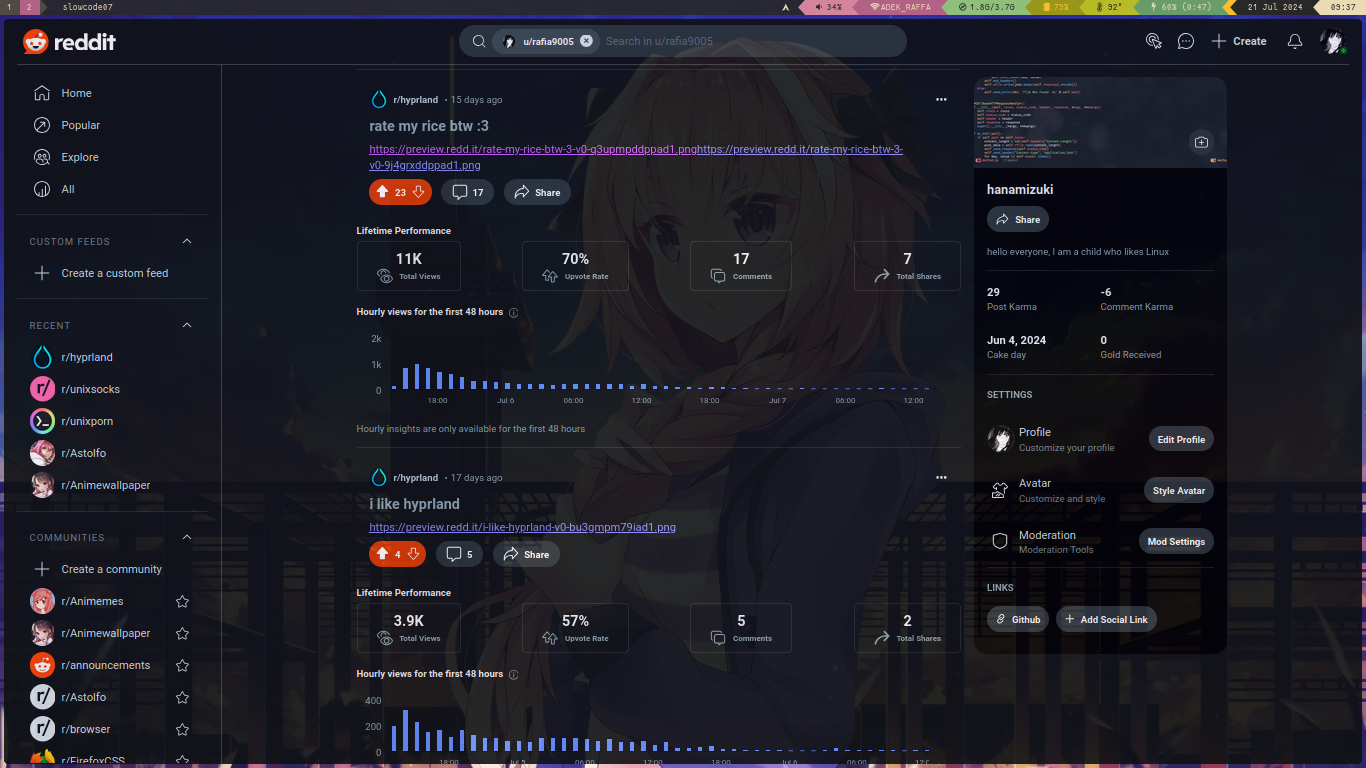 1 2 slowcode07
34% ADEK_RAFFA 1.8G/3.7G 79% 92° 60% (0:47) 21 Jul 2024 09:37
reddit
u/rafia9005
Search in u/rafia9005
Create
Home
Popular
Explore
All
CUSTOM FEEDS
Create a custom feed
RECENT
r/hyprland
r/unixsocks
r/unixporn
r/Astolfo
r/Animewallpaper
COMMUNITIES
Create a community
r/Animemes
r/Animewallpaper
r/announcements
r/Astolfo
r/browser
r/FirefoxCSS
r/hyprland • 15 days ago
rate my rice btw :3
https://preview.redd.it/rate-my-rice-btw-3-v0-g3upmpddppad1.pnghttps://preview.redd.it/rate-my-rice-btw-3-
v0-9j4grxddppad1.png
23
17
Share
Lifetime Performance
11K
Total Views
70%
Upvote Rate
17
Comments
7
Total Shares
Hourly views for the first 48 hours
2k
1k
0
18:00 Jul 6 06:00 12:00 18:00 Jul 7 06:00 12:00
Hourly insights are only available for the first 48 hours
r/hyprland • 17 days ago
i like hyprland
https://preview.redd.it/i-like-hyprland-v0-bu3gmpm79iad1.png
4
5
Share
Lifetime Performance
3.9K
Total Views
57%
Upvote Rate
5
Comments
2
Total Shares
Hourly views for the first 48 hours
400
200
0
18:00 Jul 5 06:00 12:00 18:00 Jul 6 06:00
hanamizuki
Share
hello everyone, I am a child who likes Linux
29
Post Karma
-6
Comment Karma
Jun 4, 2024
Cake day
0
Gold Received
SETTINGS
Profile
Customize your profile
Edit Profile
Avatar
Customize and style
Style Avatar
Moderation
Moderation Tools
Mod Settings
LINKS
Github
Add Social Link